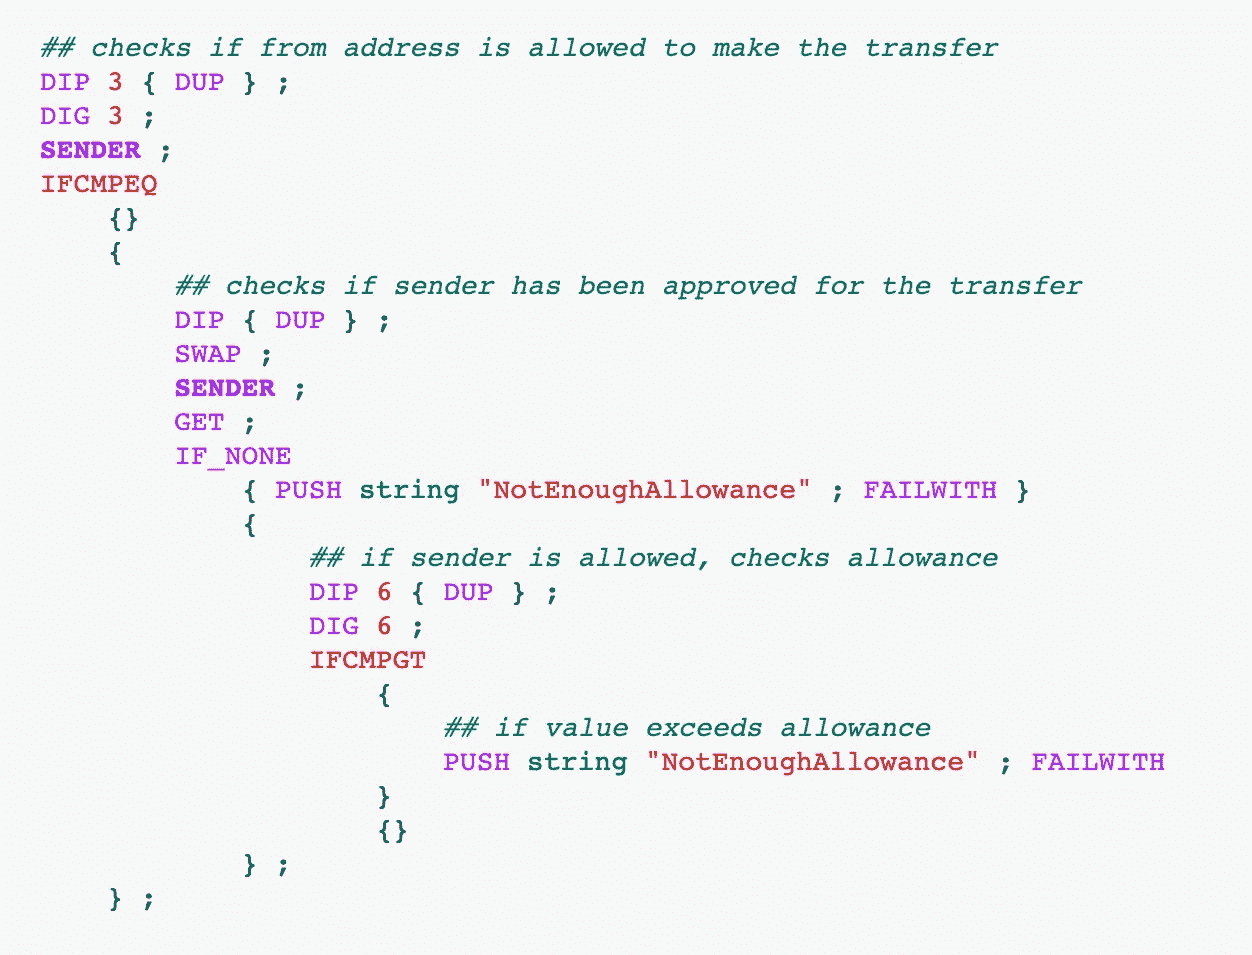 ## checks if from address is allowed to make the transfer
DIP 3 { DUP } ;
DIG 3 ;
SENDER ;
IFCMPEQ
{}
{
## checks if sender has been approved for the transfer
DIP { DUP } ;
SWAP ;
SENDER ;
GET ;
IF_NONE
{ PUSH string "NotEnoughAllowance" ; FAILWITH }
{
## if sender is allowed, checks allowance
DIP 6 { DUP } ;
DIG 6 ;
IFCMPGT
{
## if value exceeds allowance
PUSH string "NotEnoughAllowance" ; FAILWITH
}
{}
} ;
} ;